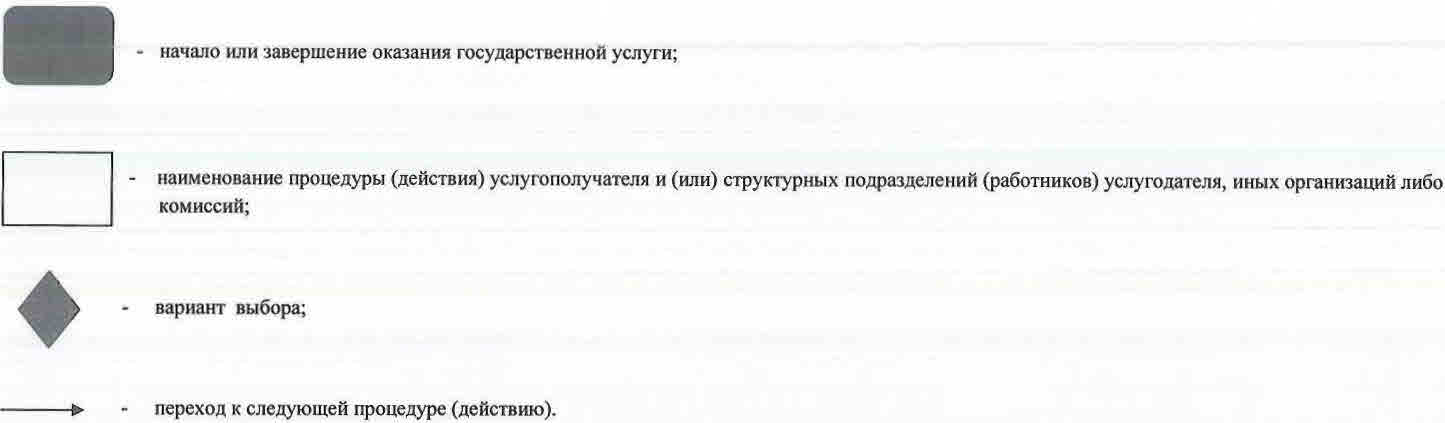 - начало или завершение оказания государственной услуги;
- наименование процедуры (действия) услугополучателя и (или) структурных подразделений (работников) услугодателя, иных организаций либо
комиссий;
- вариант выбора;
- переход к следующей процедуре (действию).